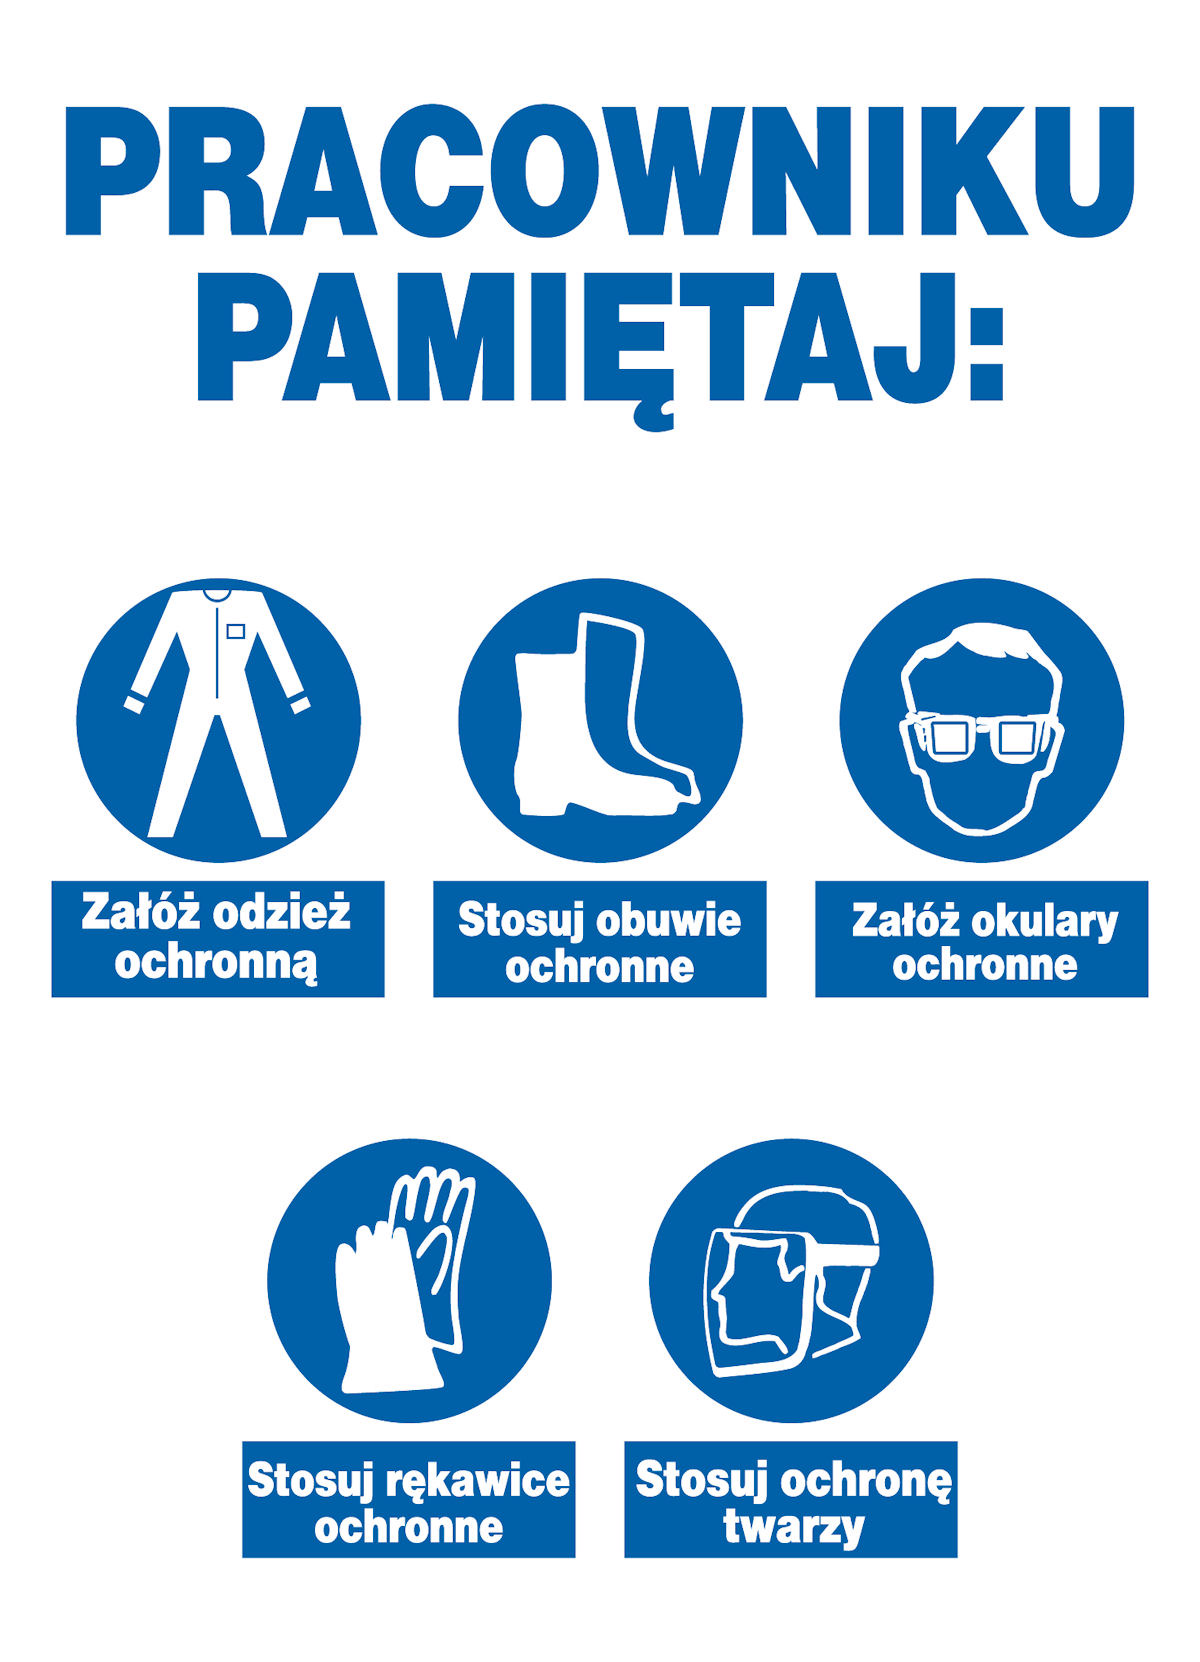 PRACOWNIKU
PAMIĘTAJ:
Załóż odzież
ochronną
Stosuj obuwie
ochronne
Załóż okulary
ochronne
Stosuj rękawice
ochronne
Stosuj ochronę
twarzy